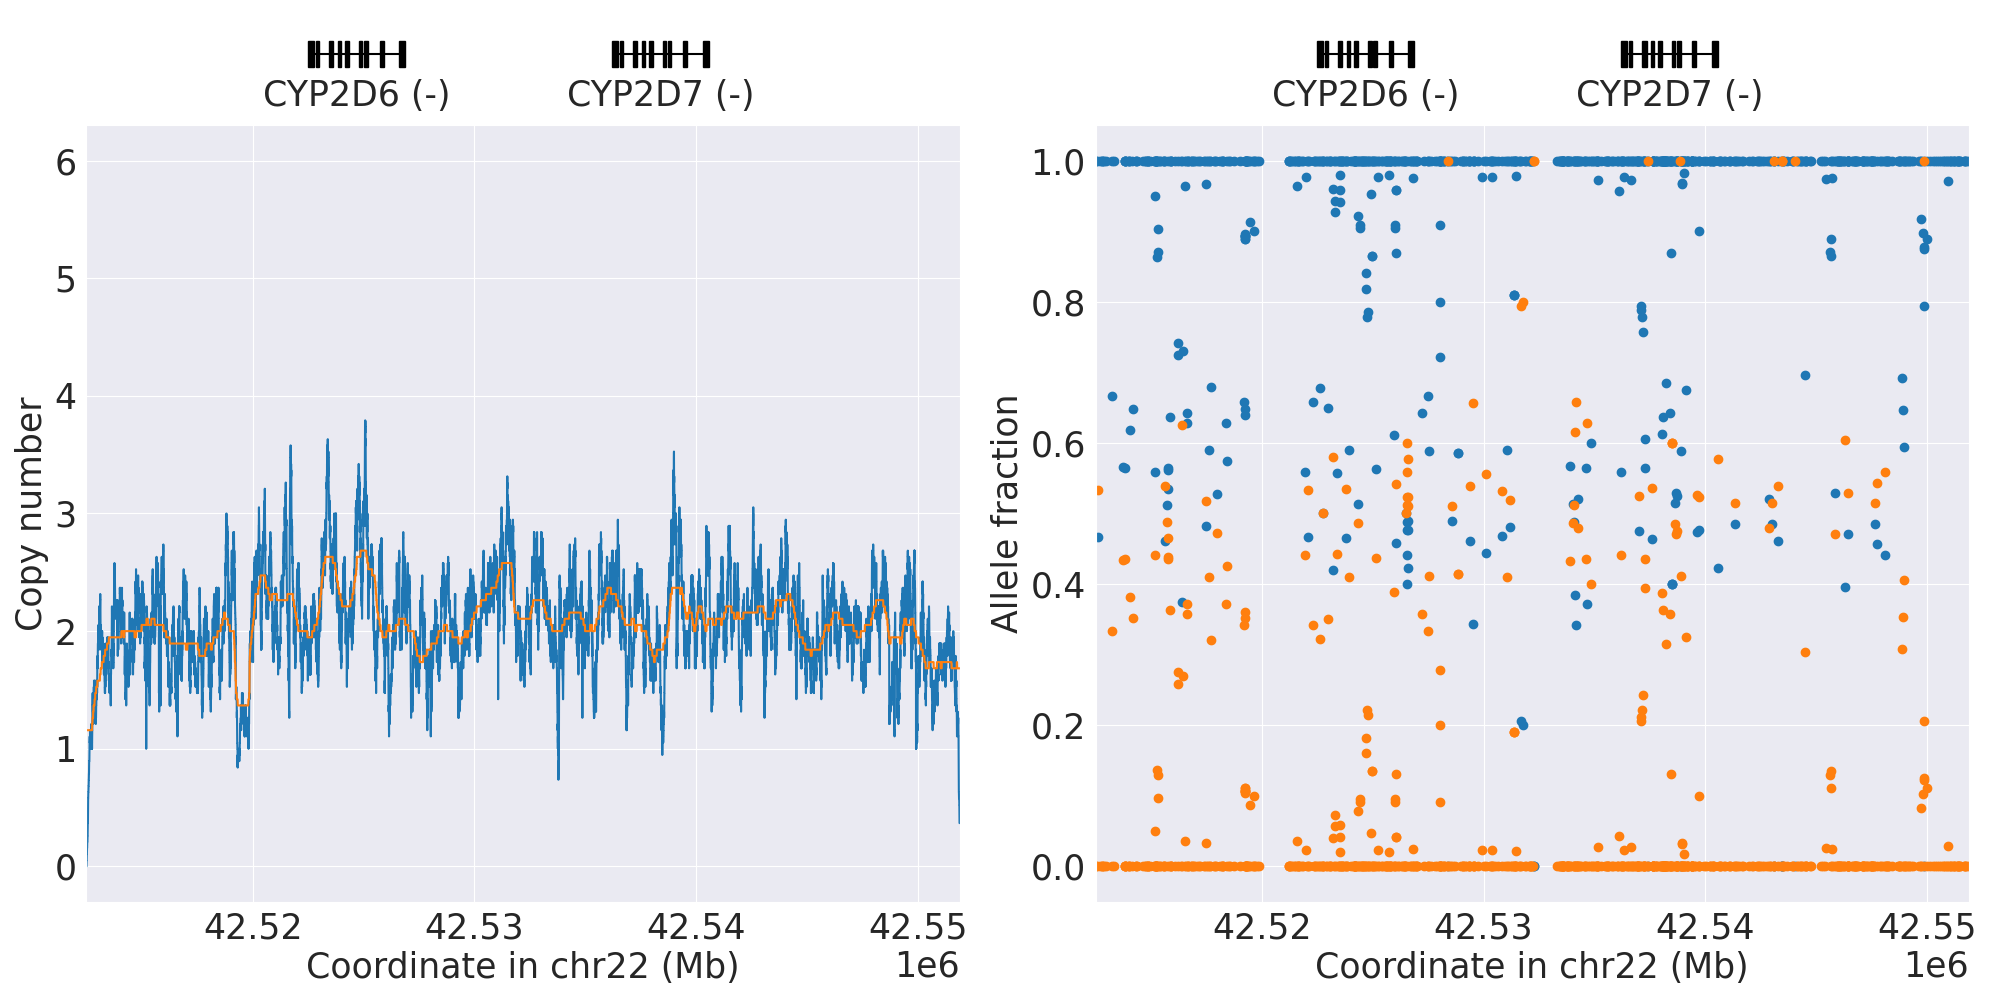 CYP2D6 (-)
CYP2D7 (-)
CYP2D6 (-)
CYP2D7 (-)
Copy number
6
5
4
3
2
1
0
42.52
42.53
42.54
42.55
1e6
Coordinate in chr22 (Mb)
Allele fraction
1.0
0.8
0.6
0.4
0.2
0.0
42.52
42.53
42.54
42.55
1e6
Coordinate in chr22 (Mb)